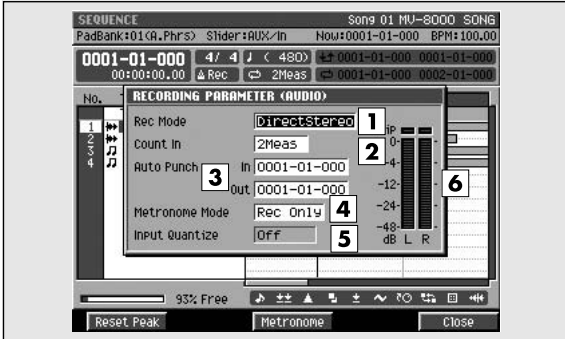 SEQUENCE Song 01 MV-8000 SONG
PadBank:01(A.Phrs) Slider:AUX/In Now:0001-01-000 BPM:100.00
0001-01-000 4/ 4 ♩ ( 480) 0001-01-000 0001-01-000
00:00:00.00 Rec 2Meas 0001-01-000 0002-01-000
No.
RECORDING PARAMETER (AUDIO)
Rec Mode DirectStereo 1
Count In 2Meas 2
Auto Punch 3 In 0001-01-000
Out 0001-01-000
Metronome Mode Rec Only 4
Input Quantize Off 5
0-
-4-
-12-
-24-
-48-
dB L R
6
1
2
3
4
93% Free
Reset Peak Metronome Close